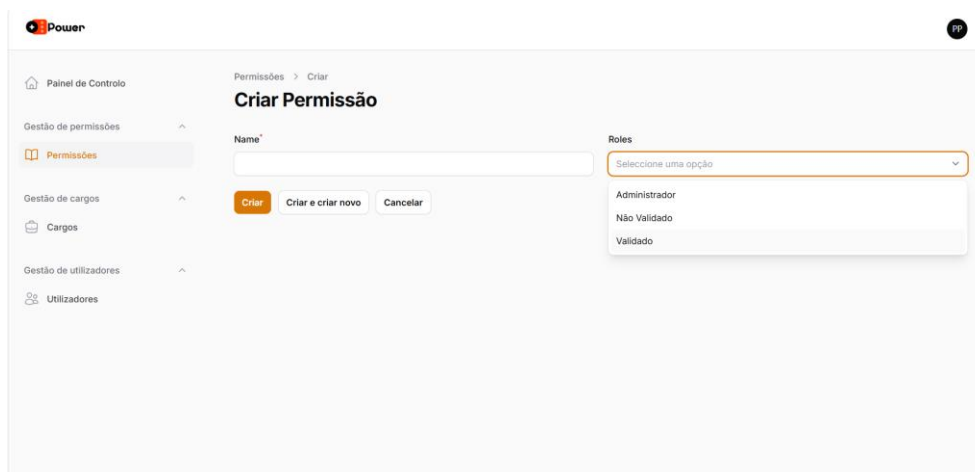 Power
PP
Painel de Controlo
Gestão de permissões
Permissões
Gestão de cargos
Cargos
Gestão de utilizadores
Utilizadores
Permissões > Criar
Criar Permissão
Name*
Roles
Seleccione uma opção
Administrador
Não Validado
Validado
Criar
Criar e criar novo
Cancelar